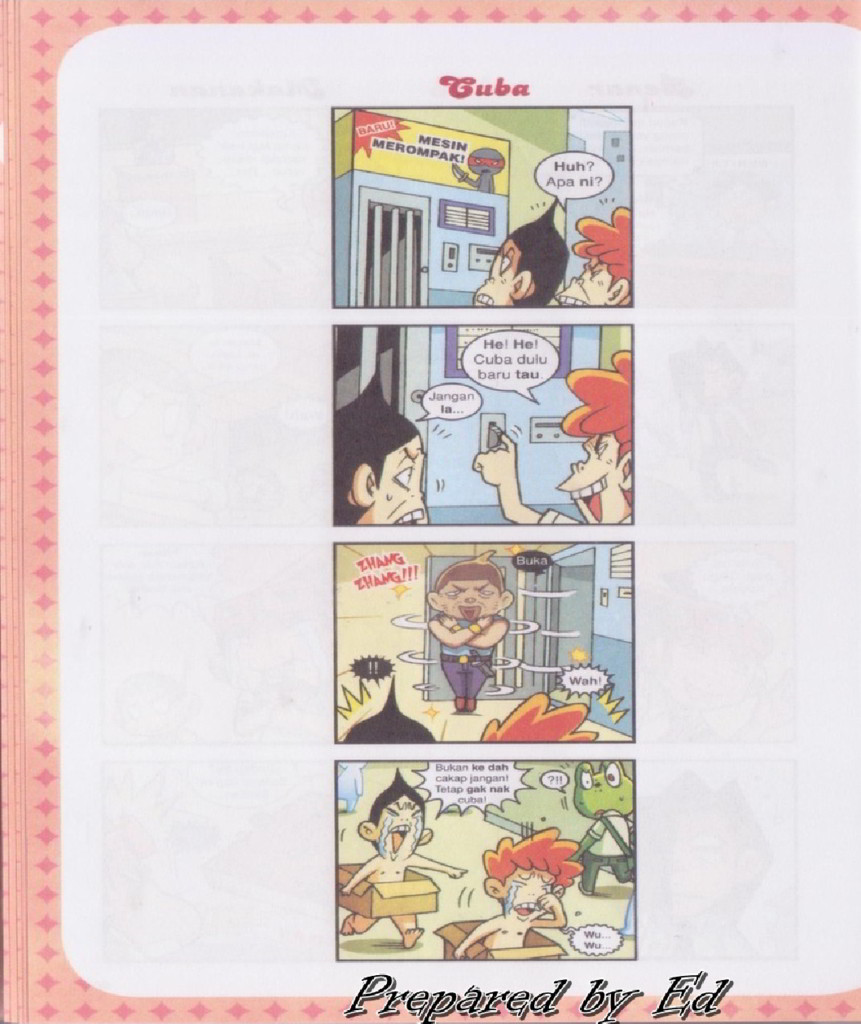 Cuba
BARU!
MESIN
MEROMPAK!
Huh?
Apa ni?
He! He!
Cuba dulu
baru tau.
Jangan
la...
ZHANG
ZHANG!!!
Buka
!!
Wah!
Bukan ke dah
cakap jangan!
Tetap gak nak
cuba!
?!!
Wu...
Wu...
Prepared by Ed